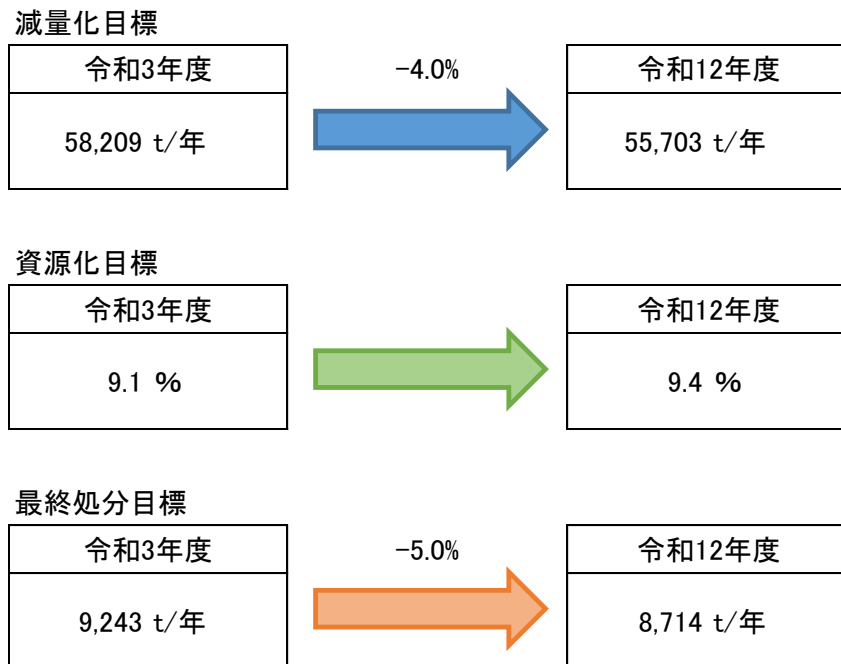 減量化目標
令和3年度 -4.0% 令和12年度
58,209 t/年 55,703 t/年
資源化目標
令和3年度 令和12年度
9.1 % 9.4 %
最終処分目標
令和3年度 -5.0% 令和12年度
9,243 t/年 8,714 t/年